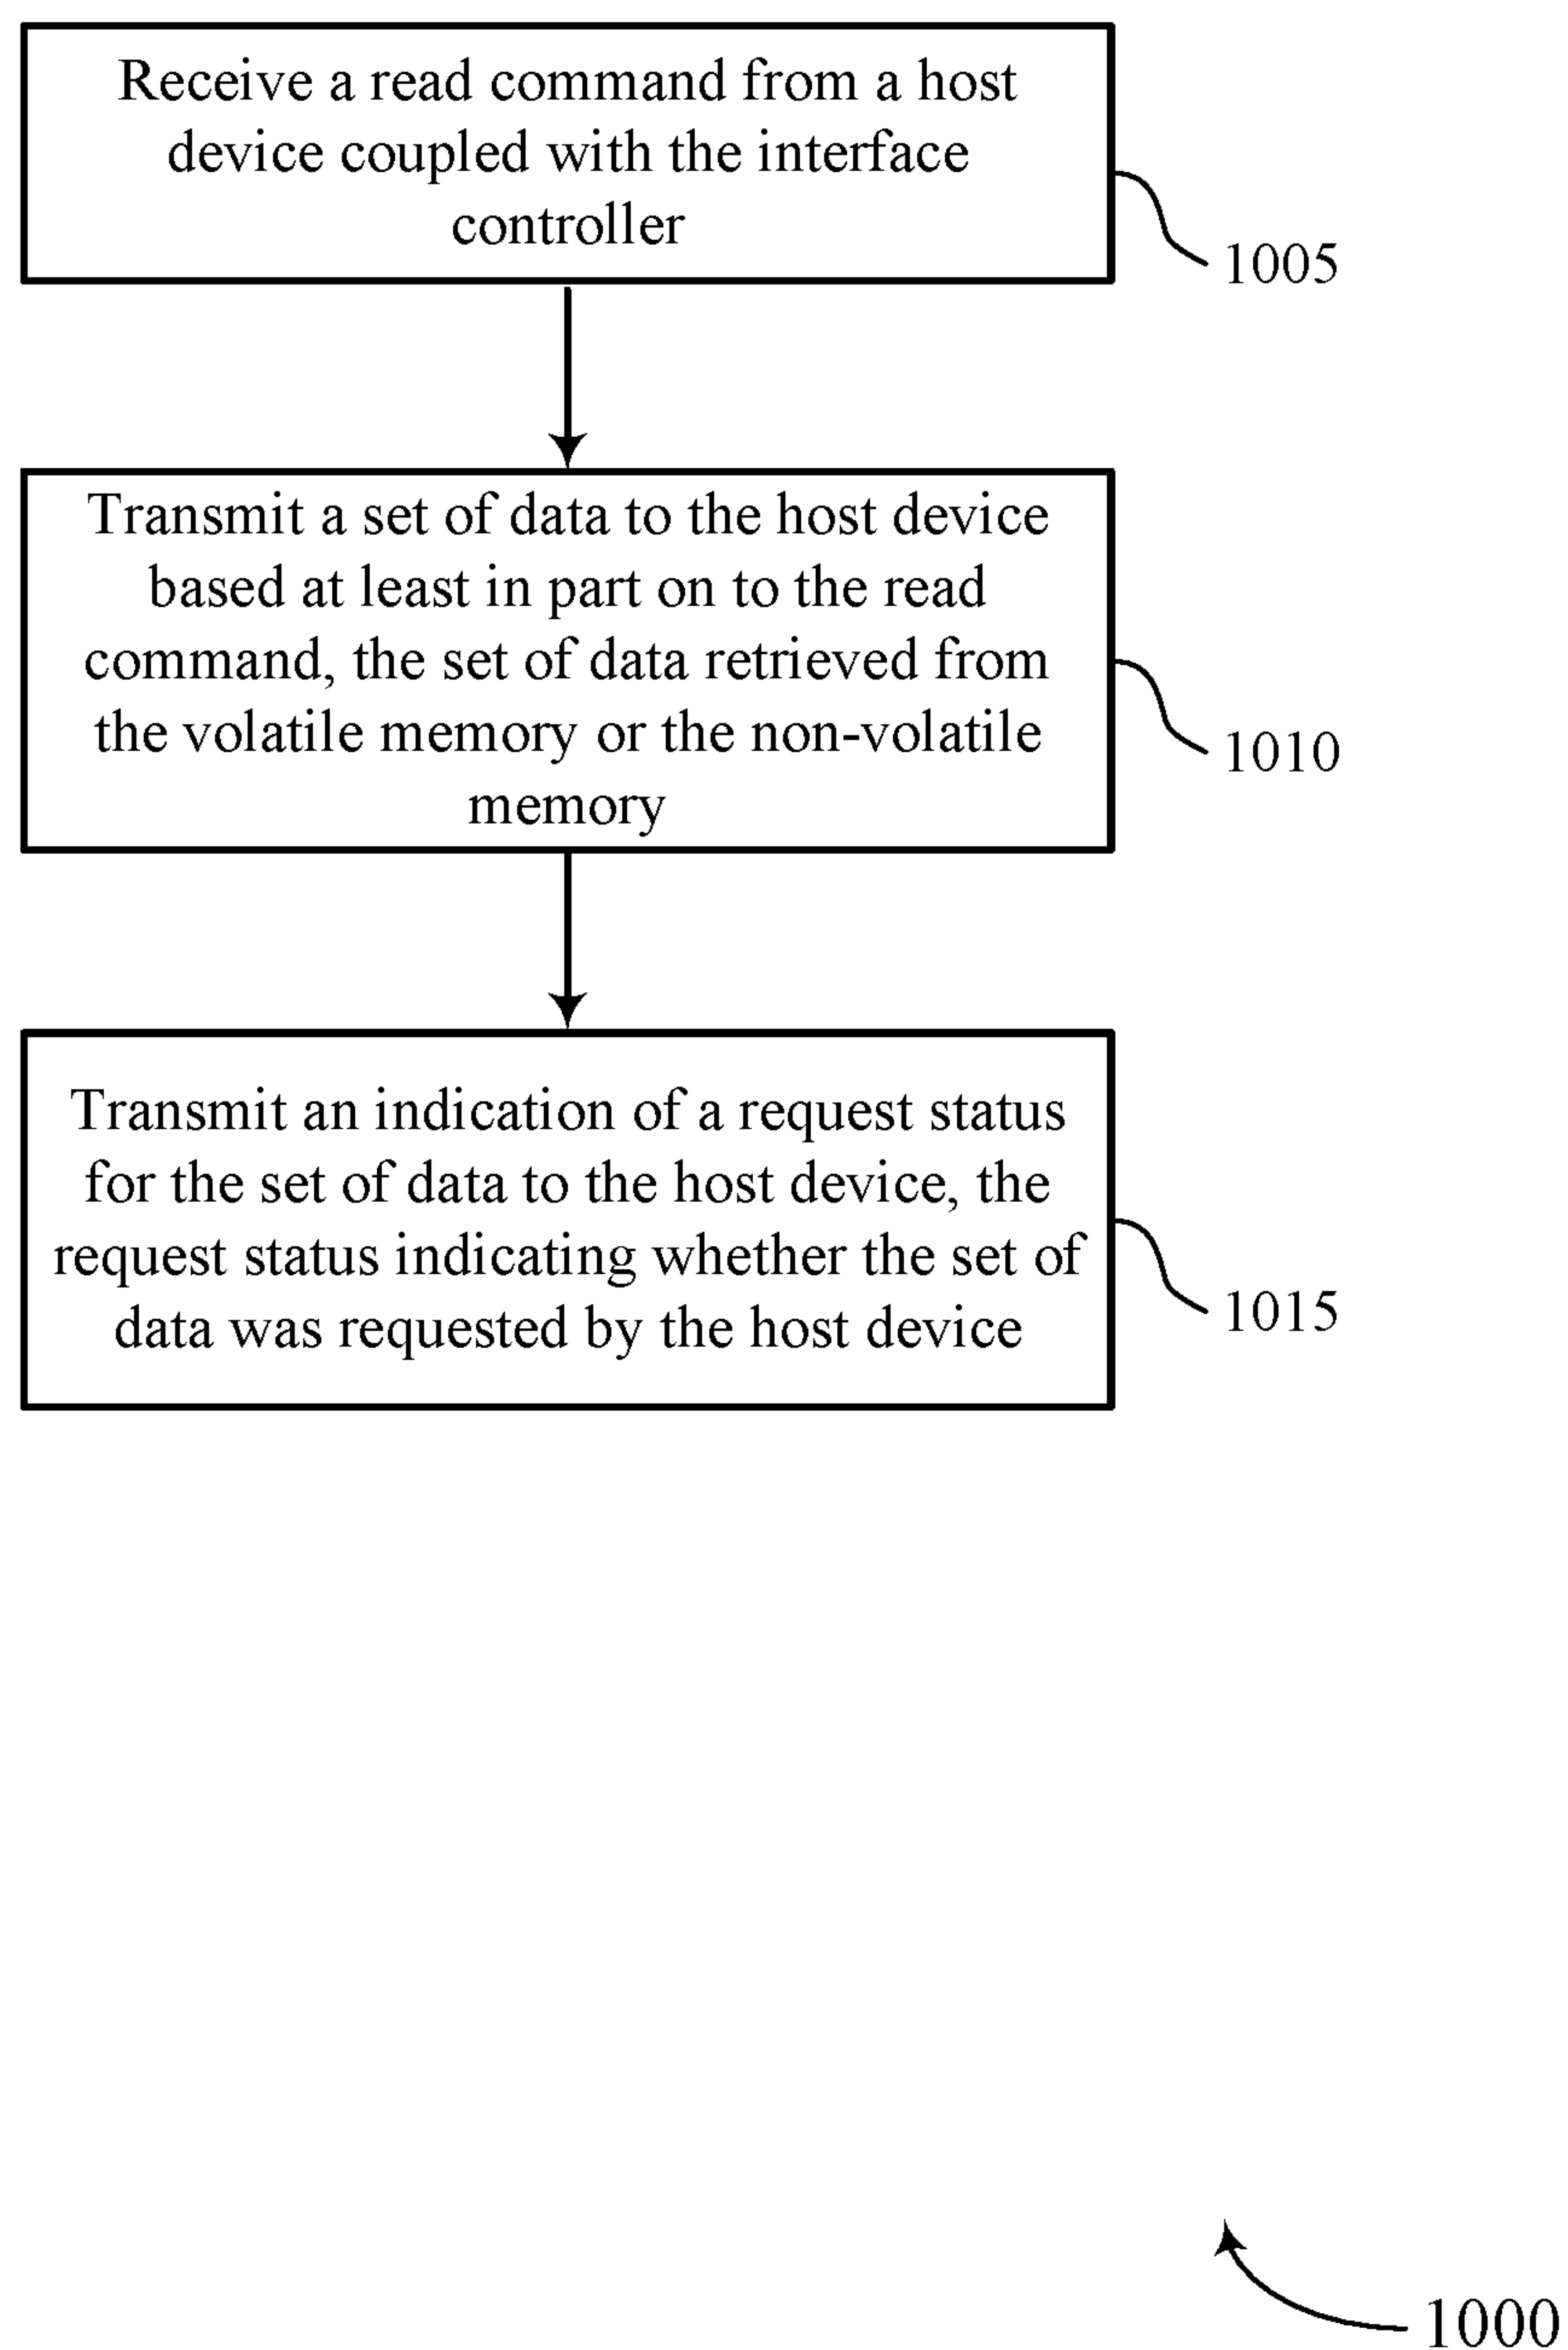 Receive a read command from a host
device coupled with the interface
controller
1005
Transmit a set of data to the host device
based at least in part on to the read
command, the set of data retrieved from
the volatile memory or the non-volatile
memory
1010
Transmit an indication of a request status
for the set of data to the host device, the
request status indicating whether the set of
data was requested by the host device
1015
1000